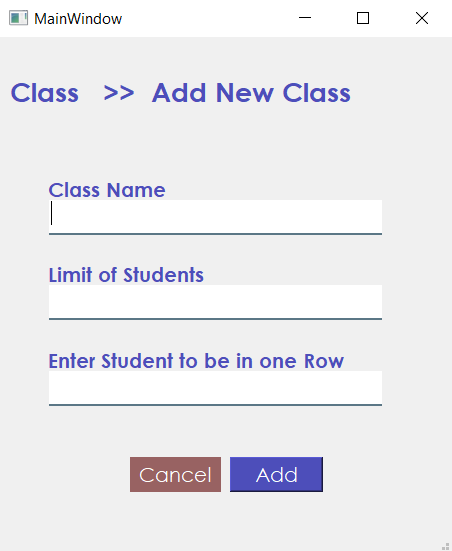 MainWindow
Class >> Add New Class
Class Name
Limit of Students
Enter Student to be in one Row
Cancel Add